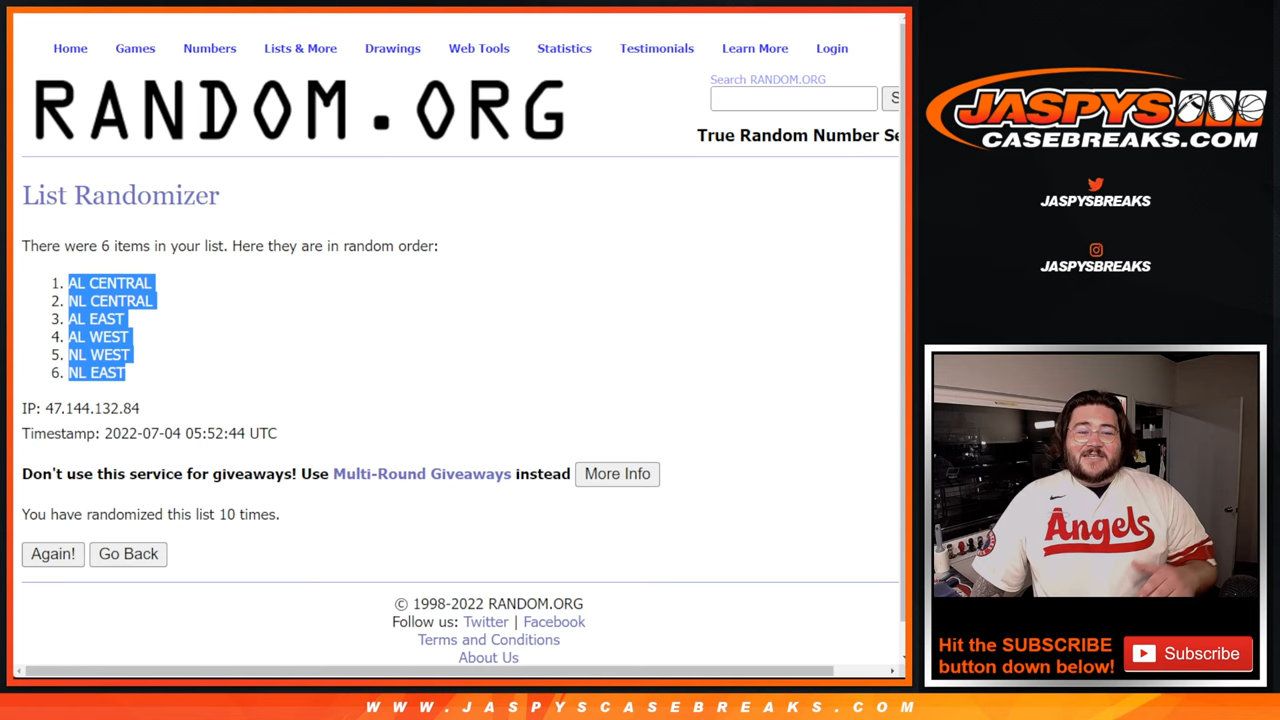 Home Games Numbers Lists & More Drawings Web Tools Statistics Testimonials Learn More Login
RANDOM.ORG
Search RANDOM.ORG
S
True Random Number Se
List Randomizer
There were 6 items in your list. Here they are in random order:
1. AL CENTRAL
2. NL CENTRAL
3. AL EAST
4. AL WEST
5. NL WEST
6. NL EAST
IP: 47.144.132.84
Timestamp: 2022-07-04 05:52:44 UTC
Don't use this service for giveaways! Use Multi-Round Giveaways instead More Info
You have randomized this list 10 times.
Again! Go Back
© 1998-2022 RANDOM.ORG
Follow us: Twitter | Facebook
Terms and Conditions
About Us
JASPYS
CASEBREAKS.COM
JASPYSBREAKS
JASPYSBREAKS
Angels
Hit the SUBSCRIBE
button down below!
Subscribe
WWW.JASPYSCASEBREAKS.COM